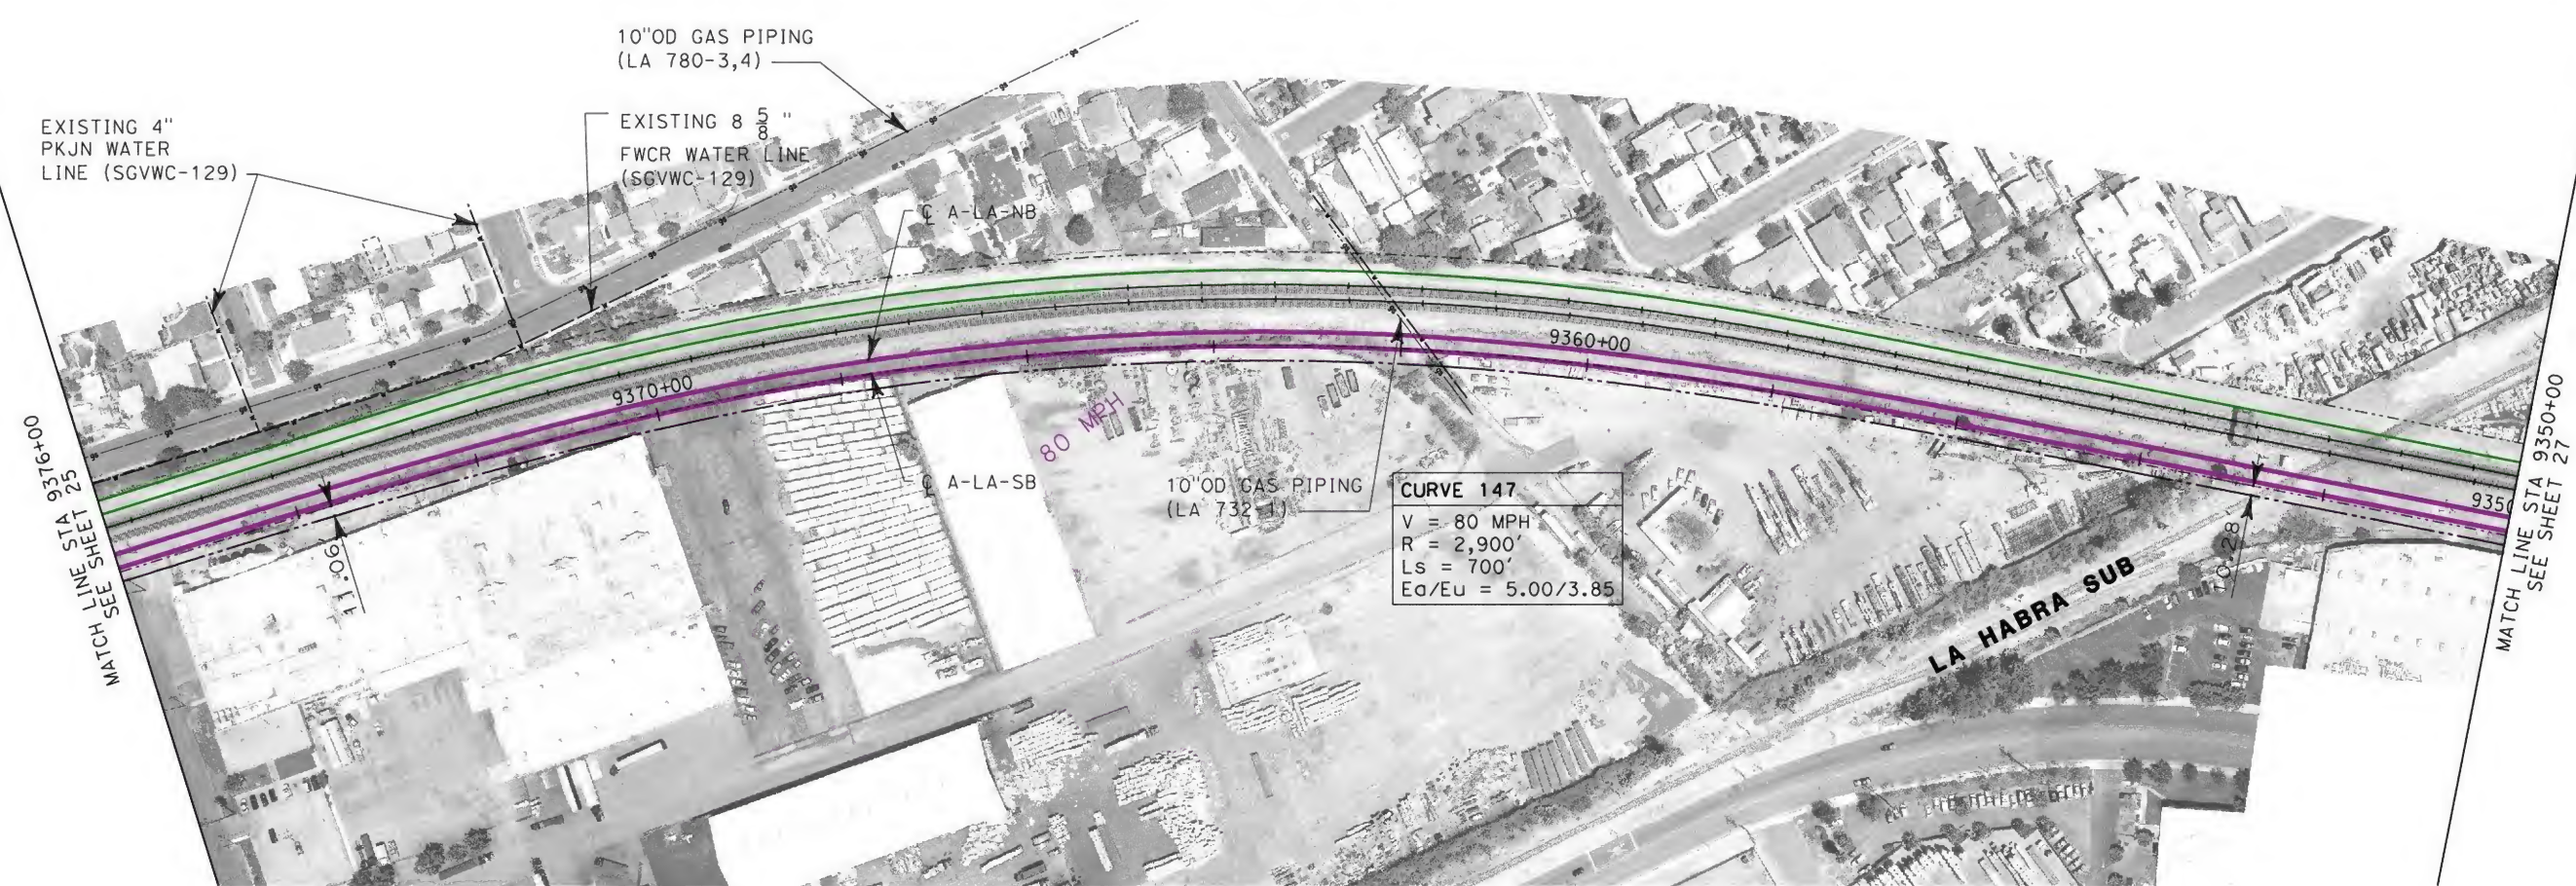 10"OD GAS PIPING
(LA 780-3,4)
EXISTING 4"
PKJN WATER
LINE (SGVWC-129)
EXISTING 8 5/8 "
FWCR WATER LINE
(SGVWC-129)
℄ A-LA-NB
9360+00
9370+00
80 MPH
℄ A-LA-SB
10"OD GAS PIPING
(LA 732-1)
CURVE 147
V = 80 MPH
R = 2,900'
Ls = 700'
Ea/Eu = 5.00/3.85
MATCH LINE STA 9376+00
SEE SHEET 25
11.06'
LA HABRA SUB
10.28'
9350
MATCH LINE STA 9350+00
SEE SHEET 27